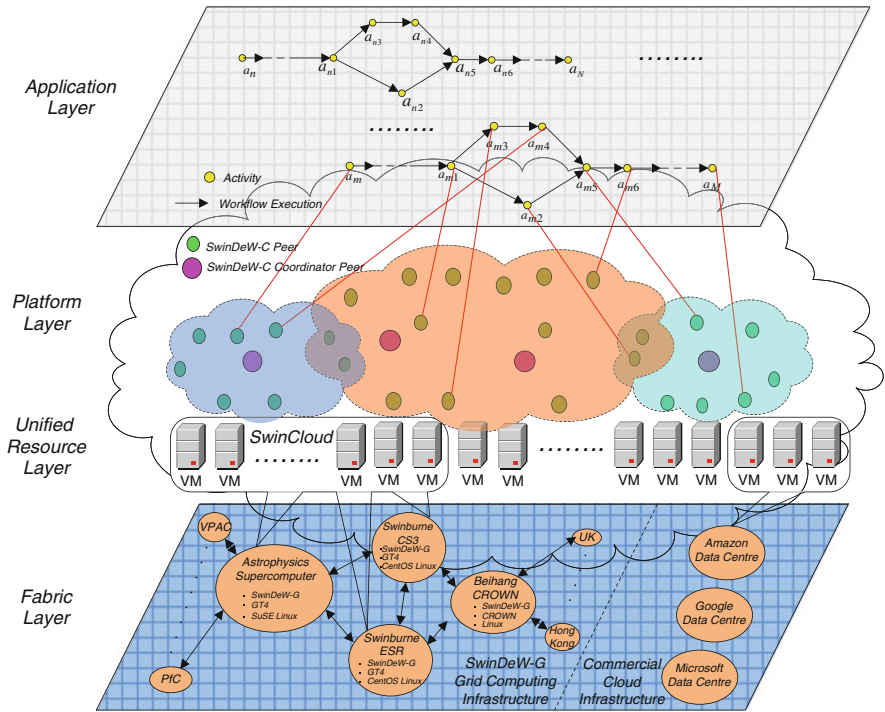 Application
Layer
a_n
a_n1
a_n3
a_n4
a_n2
a_n5
a_n6
a_N
a_m
a_m1
a_m3
a_m4
a_m2
a_m5
a_m6
a_M
Activity
Workflow Execution
SwinDeW-C Peer
SwinDeW-C Coordinator Peer
Platform
Layer
Unified
Resource
Layer
SwinCloud
VM
VM
VM
VM
VM
VM
VM
VM
VM
VM
VM
VM
VM
Fabric
Layer
VPAC
Astrophysics
Supercomputer
• SwinDeW-G
• GT4
• SuSE Linux
PfC
Swinburne
CS3
• SwinDeW-G
• GT4
• CentOS Linux
Swinburne
ESR
• SwinDeW-G
• GT4
• CentOS Linux
Beihang
CROWN
• SwinDeW-G
• CROWN
• Linux
UK
Hong
Kong
SwinDeW-G
Grid Computing
Infrastructure
Commercial
Cloud
Infrastructure
Amazon
Data Centre
Google
Data Centre
Microsoft
Data Centre